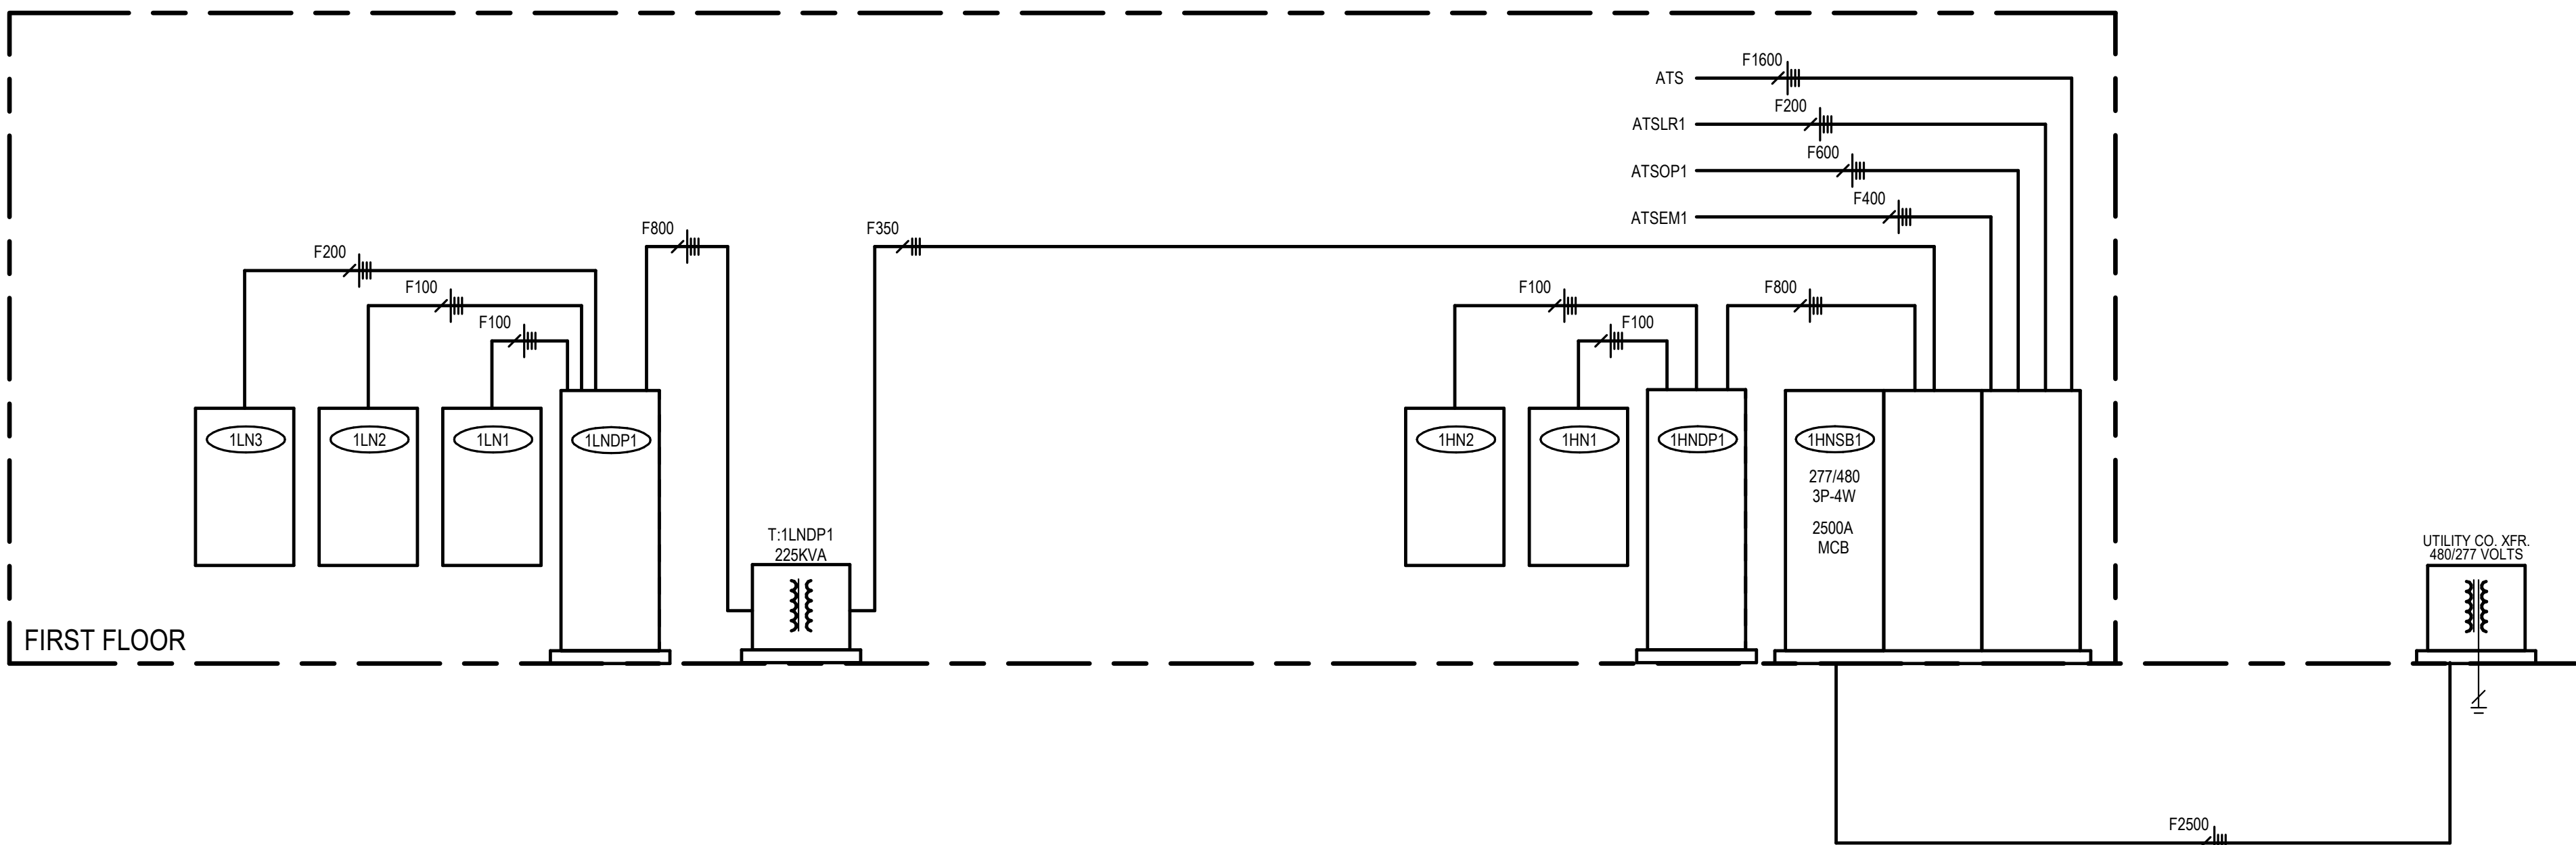 F1600
ATS
F200
ATSLR1
F600
ATSOP1
F400
ATSEM1
F800
F350
F200
F100
F100
F100
F800
F100
1LN3
1LN2
1LN1
1LNDP1
1HN2
1HN1
1HNDP1
1HNSB1
277/480
3P-4W
2500A
MCB
T:1LNDP1
225KVA
UTILITY CO. XFR.
480/277 VOLTS
FIRST FLOOR
F2500